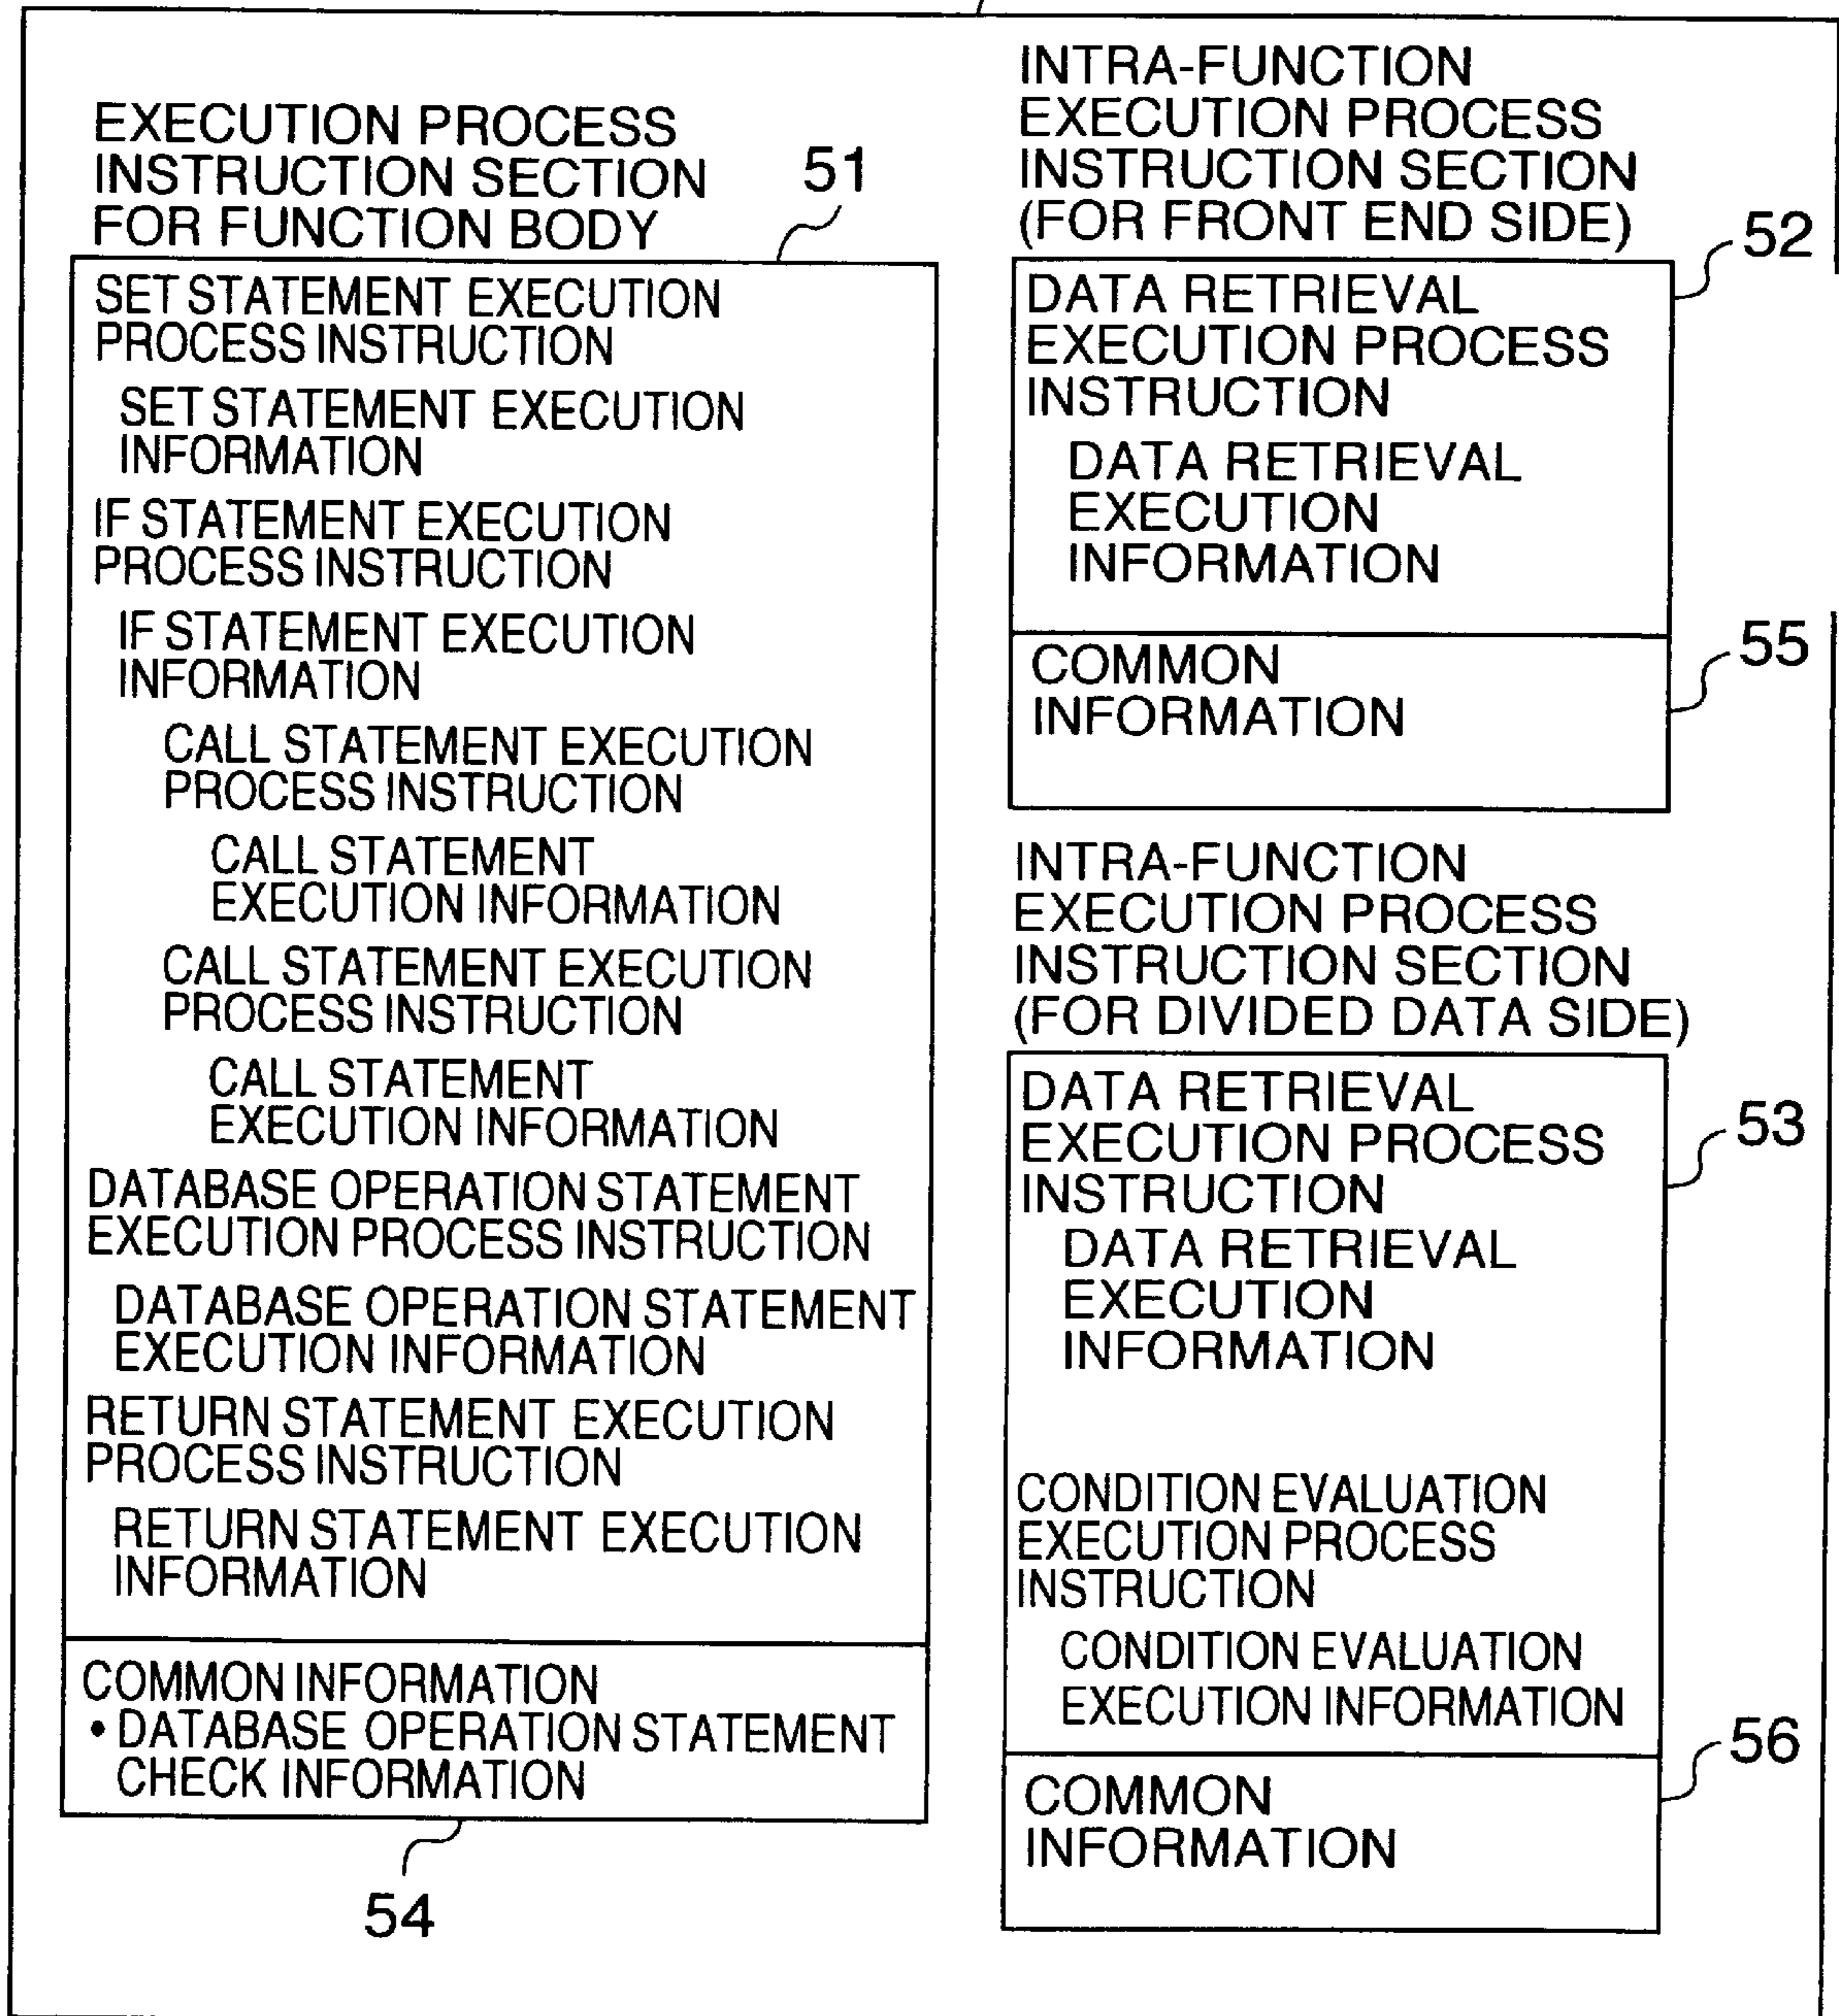 EXECUTION PROCESS
INSTRUCTION SECTION
FOR FUNCTION BODY
51
SET STATEMENT EXECUTION
PROCESS INSTRUCTION
SET STATEMENT EXECUTION
INFORMATION
IF STATEMENT EXECUTION
PROCESS INSTRUCTION
IF STATEMENT EXECUTION
INFORMATION
CALL STATEMENT EXECUTION
PROCESS INSTRUCTION
CALL STATEMENT
EXECUTION INFORMATION
CALL STATEMENT EXECUTION
PROCESS INSTRUCTION
CALL STATEMENT
EXECUTION INFORMATION
DATABASE OPERATION STATEMENT
EXECUTION PROCESS INSTRUCTION
DATABASE OPERATION STATEMENT
EXECUTION INFORMATION
RETURN STATEMENT EXECUTION
PROCESS INSTRUCTION
RETURN STATEMENT EXECUTION
INFORMATION
COMMON INFORMATION
• DATABASE OPERATION STATEMENT
CHECK INFORMATION
54
INTRA-FUNCTION
EXECUTION PROCESS
INSTRUCTION SECTION
(FOR FRONT END SIDE)
52
DATA RETRIEVAL
EXECUTION PROCESS
INSTRUCTION
DATA RETRIEVAL
EXECUTION
INFORMATION
55
COMMON
INFORMATION
INTRA-FUNCTION
EXECUTION PROCESS
INSTRUCTION SECTION
(FOR DIVIDED DATA SIDE)
DATA RETRIEVAL
EXECUTION PROCESS
INSTRUCTION
53
DATA RETRIEVAL
EXECUTION
INFORMATION
CONDITION EVALUATION
EXECUTION PROCESS
INSTRUCTION
CONDITION EVALUATION
EXECUTION INFORMATION
56
COMMON
INFORMATION